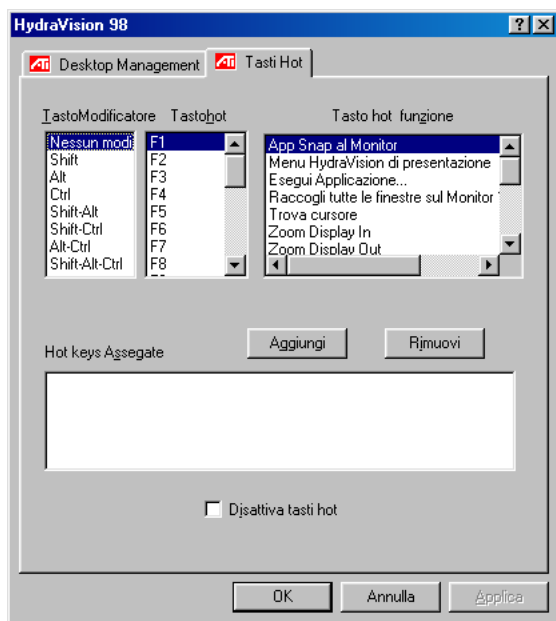 HydraVision 98
ATI Desktop Management ATI Tasti Hot
TastoModificatore Tastohot Tasto hot funzione
Nessun modi F1 App Snap al Monitor
Shift F2 Menu HydraVision di presentazione
Alt F3 Esegui Applicazione...
Ctrl F4 Raccogli tutte le finestre sul Monitor
Shift-Alt F5 Trova cursore
Shift-Ctrl F6 Zoom Display In
Alt-Ctrl F7 Zoom Display Out
Shift-Alt-Ctrl F8
Hot keys Assegate Aggiungi Rimuovi
Disattiva tasti hot
OK Annulla Applica